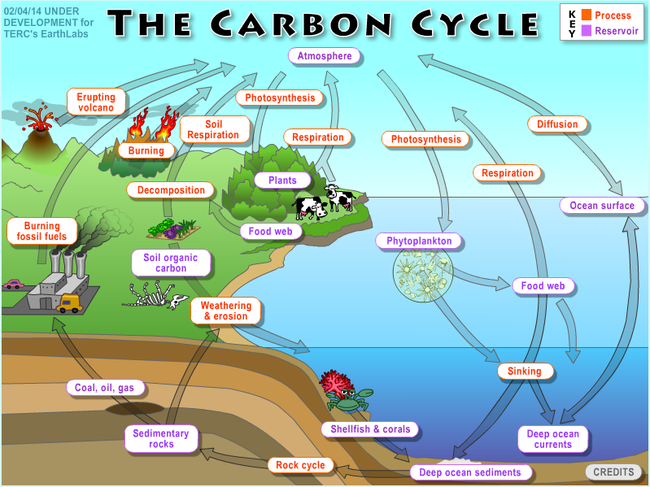 02/04/14 UNDER
DEVELOPMENT for
TERC's EarthLabs
THE CARBON CYCLE
KEY
Process
Reservoir
Atmosphere
Erupting
volcano
Photosynthesis
Soil
Respiration
Respiration
Photosynthesis
Diffusion
Burning
Respiration
Decomposition
Plants
Ocean surface
Burning
fossil fuels
Food web
Phytoplankton
Soil organic
carbon
Food web
Weathering
& erosion
Sinking
Coal, oil, gas
Shellfish & corals
Sedimentary
rocks
Deep ocean
currents
Rock cycle
Deep ocean sediments
CREDITS